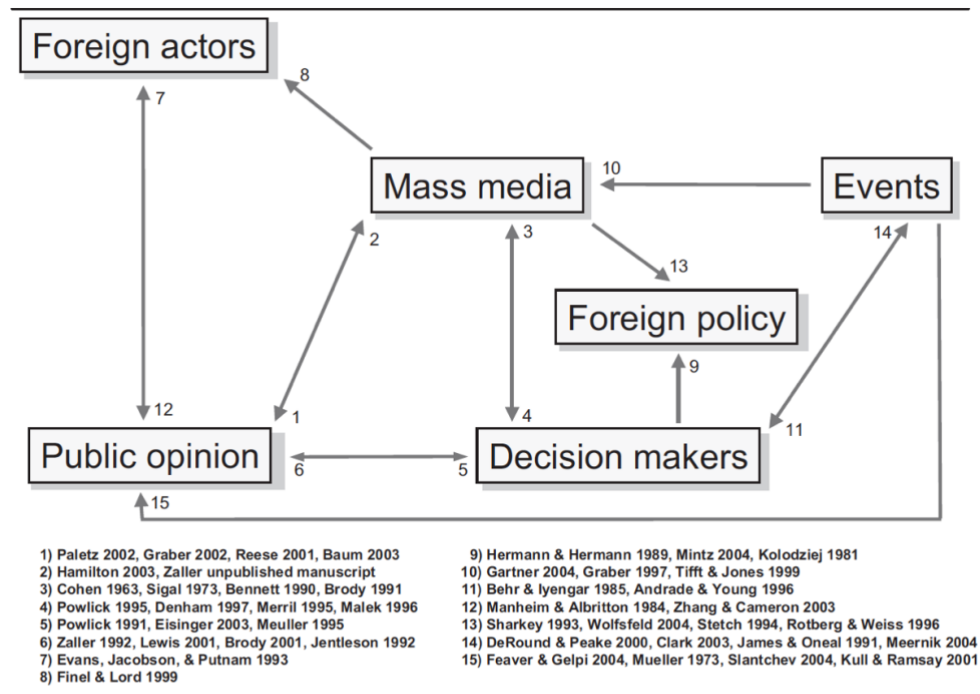 Foreign actors
8
7
10
Mass media
Events
2
3
14
13
Foreign policy
9
12
1
4
11
Public opinion
6
5
Decision makers
15
1) Paletz 2002, Graber 2002, Reese 2001, Baum 2003
2) Hamilton 2003, Zaller unpublished manuscript
3) Cohen 1963, Sigal 1973, Bennett 1990, Brody 1991
4) Powlick 1995, Denham 1997, Merril 1995, Malek 1996
5) Powlick 1991, Eisinger 2003, Meuller 1995
6) Zaller 1992, Lewis 2001, Brody 2001, Jentleson 1992
7) Evans, Jacobson, & Putnam 1993
8) Finel & Lord 1999
9) Hermann & Hermann 1989, Mintz 2004, Kolodziej 1981
10) Gartner 2004, Graber 1997, Tifft & Jones 1999
11) Behr & Iyengar 1985, Andrade & Young 1996
12) Manheim & Albritton 1984, Zhang & Cameron 2003
13) Sharkey 1993, Wolfsfeld 2004, Stetch 1994, Rotberg & Weiss 1996
14) DeRound & Peake 2000, Clark 2003, James & Oneal 1991, Meernik 2004
15) Feaver & Gelpi 2004, Mueller 1973, Slantchev 2004, Kull & Ramsay 2001